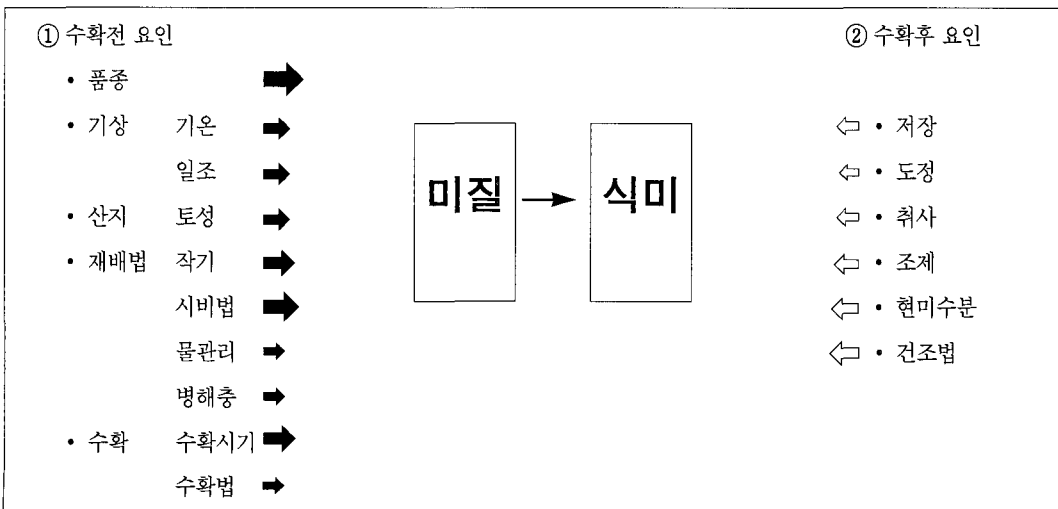 ① 수확전 요인
• 품종
• 기상 기온
일조
• 산지 토성
• 재배법 작기
시비법
물관리
병해충
• 수확 수확시기
수확법
미질 → 식미
② 수확후 요인
• 저장
• 도정
• 취사
• 조제
• 현미수분
• 건조법